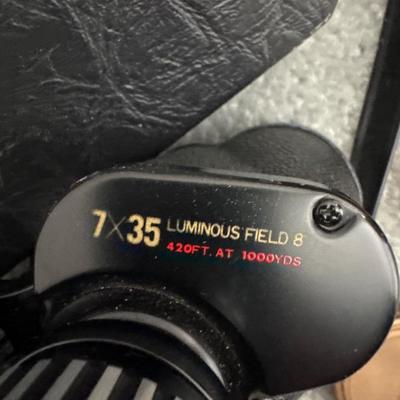 7X35 LUMINOUS FIELD 8
420FT. AT 1000YDS